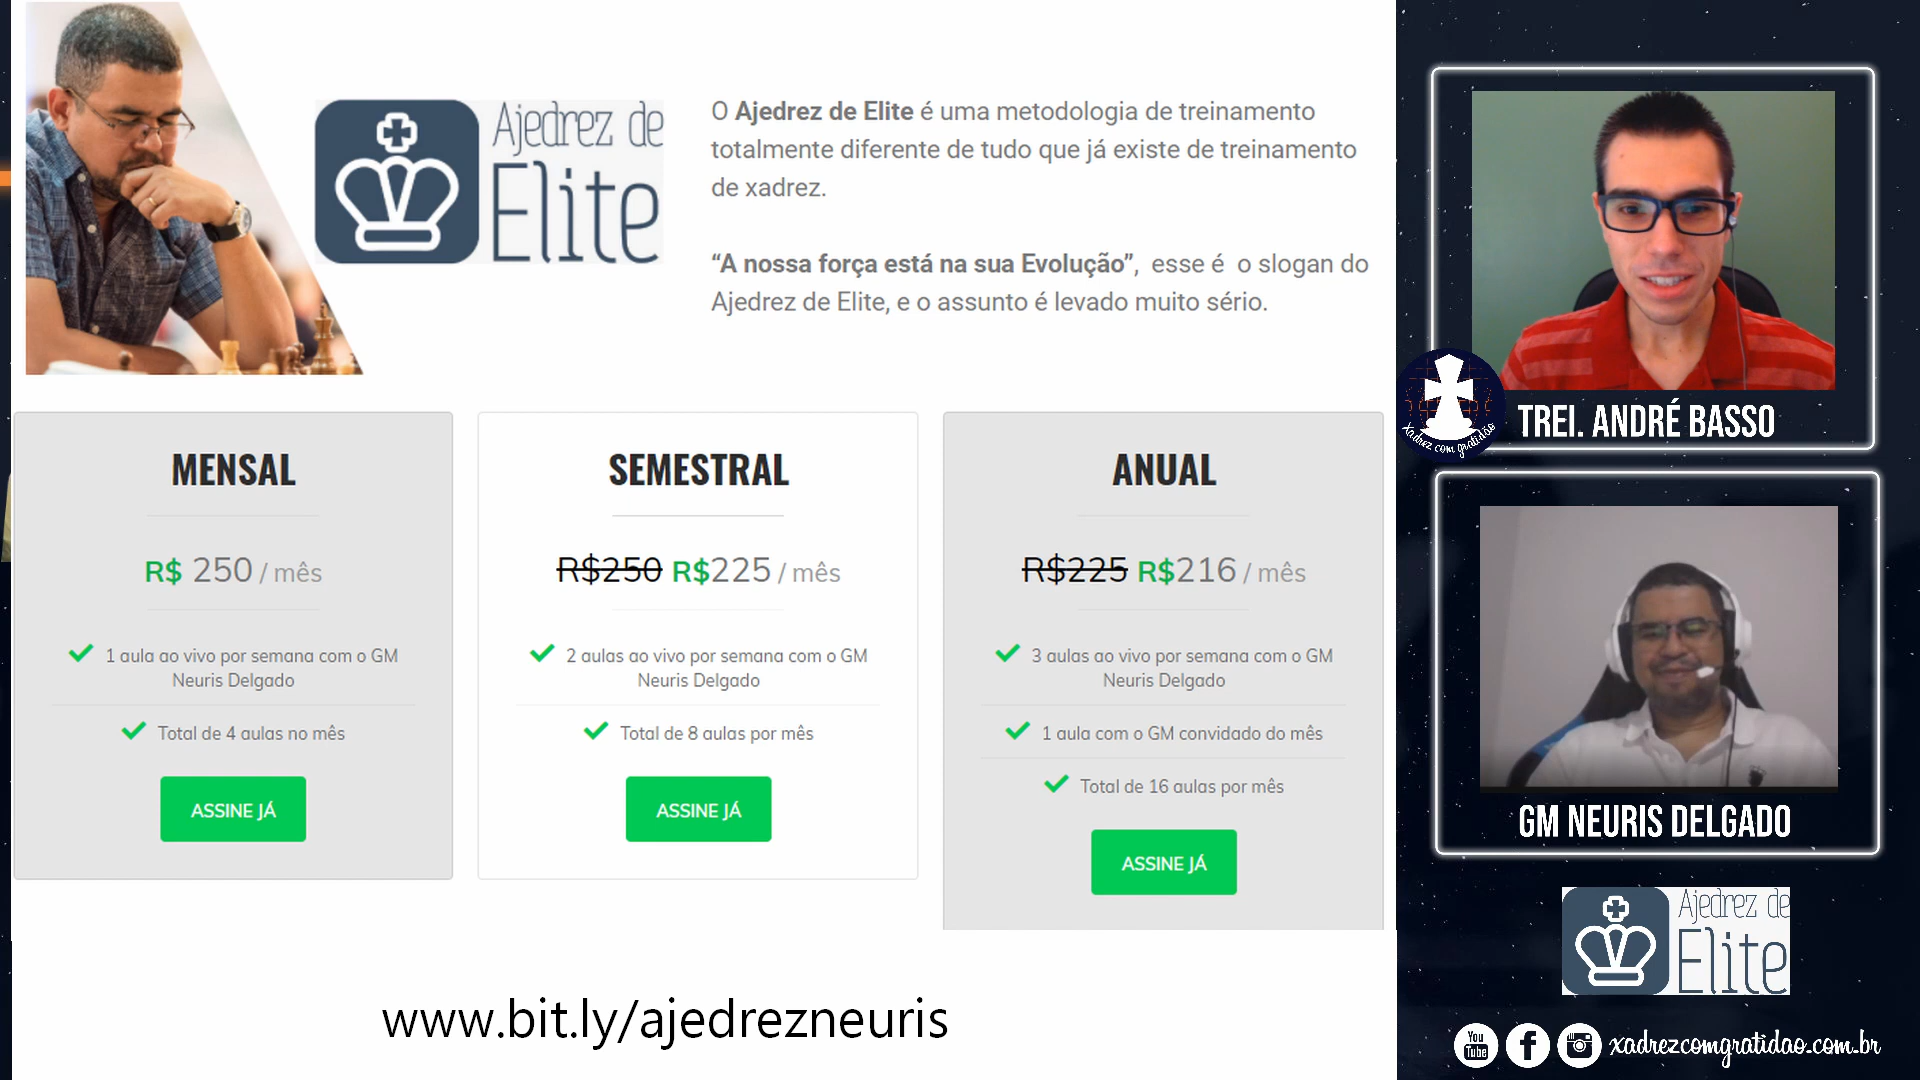 Ajedrez de
Elite
O Ajedrez de Elite é uma metodologia de treinamento
totalmente diferente de tudo que já existe de treinamento
de xadrez.
“A nossa força está na sua Evolução”, esse é o slogan do
Ajedrez de Elite, e o assunto é levado muito sério.
MENSAL
R$ 250 / mês
1 aula ao vivo por semana com o GM
Neuris Delgado
Total de 4 aulas no mês
ASSINE JÁ
SEMESTRAL
R$250 R$225 / mês
2 aulas ao vivo por semana com o GM
Neuris Delgado
Total de 8 aulas por mês
ASSINE JÁ
ANUAL
R$225 R$216 / mês
3 aulas ao vivo por semana com o GM
Neuris Delgado
1 aula com o GM convidado do mês
Total de 16 aulas por mês
ASSINE JÁ
www.bit.ly/ajedrezneuris
xadrez com gratidão
TREI. ANDRÉ BASSO
GM NEURIS DELGADO
Ajedrez de
Elite
You
Tube
xadrezcomgratidao.com.br